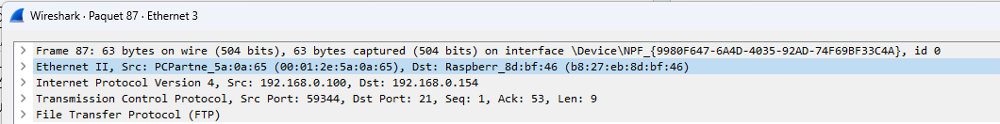 Wireshark · Paquet 87 · Ethernet 3
Frame 87: 63 bytes on wire (504 bits), 63 bytes captured (504 bits) on interface \Device\NPF_{9980F647-6A4D-4035-92AD-74F69BF33C4A}, id 0
Ethernet II, Src: PCPartne_5a:0a:65 (00:01:2e:5a:0a:65), Dst: Raspberr_8d:bf:46 (b8:27:eb:8d:bf:46)
Internet Protocol Version 4, Src: 192.168.0.100, Dst: 192.168.0.154
Transmission Control Protocol, Src Port: 59344, Dst Port: 21, Seq: 1, Ack: 53, Len: 9
File Transfer Protocol (FTP)